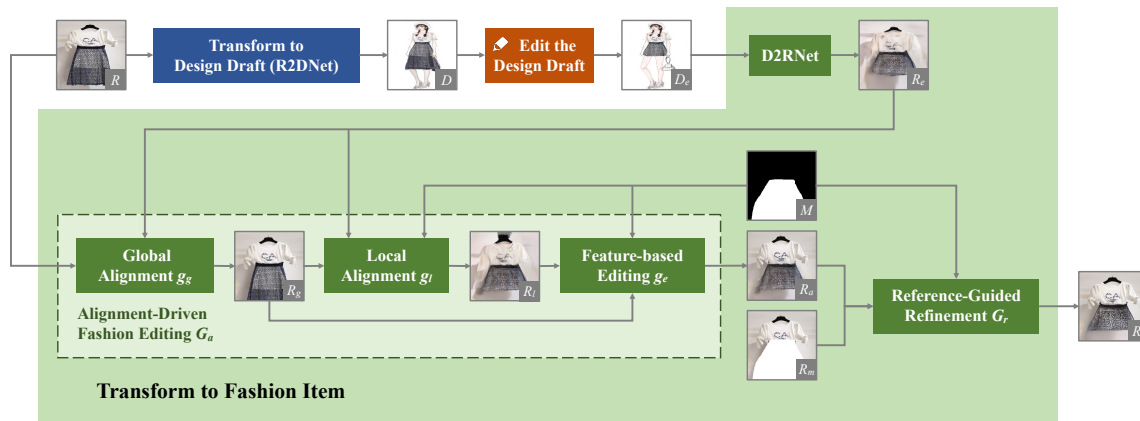 R
Transform to
Design Draft (R2DNet)
D
Edit the
Design Draft
De
D2RNet
Re
M
Global
Alignment gg
Rg
Local
Alignment gl
Rl
Feature-based
Editing ge
Ra
Rm
Reference-Guided
Refinement Gr
Alignment-Driven
Fashion Editing Ga
Transform to Fashion Item